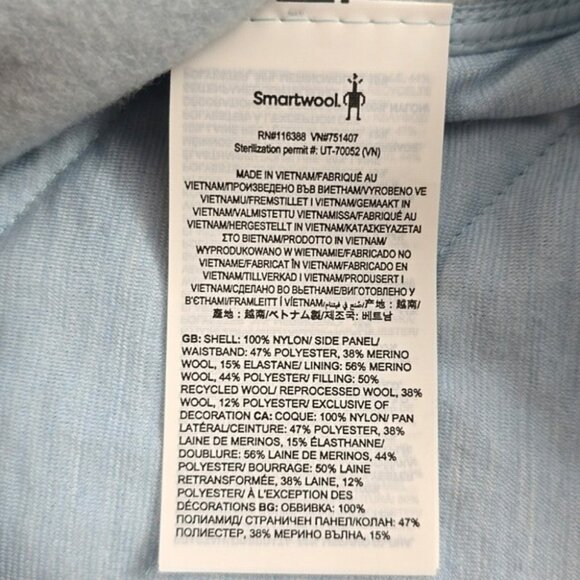 Smartwool.
RN#116388 VN#751407
Sterilization permit #: UT-70052 (VN)
MADE IN VIETNAM/FABRIQUÉ AU
VIETNAM/ПРОИЗВЕДЕНО ВЪВ ВИЕТНАМ/VYROBENO VE
VIETNAMU/FREMSTILLET I VIETNAM/GEMAAKT IN
VIETNAM/VALMISTETTU VIETNAMISSA/FABRIQUÉ AU
VIETNAM/HERGESTELLT IN VIETNAM/ΚΑΤΑΣΚΕΥΑΖΕΤΑΙ
ΣΤΟ ΒΙΕΤΝΑΜ/PRODOTTO IN VIETNAM/
WYPRODUKOWANO W WIETNAMIE/FABRICADO NO
VIETNAME/FABRICAT ÎN VIETNAM/FABRICADO EN
VIETNAM/TILLVERKAD I VIETNAM/PRODUSERT I
VIETNAM/СДЕЛАНО ВО ВЬЕТНАМЕ/ВИГОТОВЛЕНО У
В'ЄТНАМІ/FRAMLEITT Í VÍETNAM/صُنع في فيتنام/产地：越南/
產地：越南/ベトナム製/제조국: 베트남
GB: SHELL: 100% NYLON/ SIDE PANEL/
WAISTBAND: 47% POLYESTER, 38% MERINO
WOOL, 15% ELASTANE/ LINING: 56% MERINO
WOOL, 44% POLYESTER/ FILLING: 50%
RECYCLED WOOL/ REPROCESSED WOOL, 38%
WOOL, 12% POLYESTER/ EXCLUSIVE OF
DECORATION CA: COQUE: 100% NYLON/ PAN
LATÉRAL/CEINTURE: 47% POLYESTER, 38%
LAINE DE MERINOS, 15% ÉLASTHANNE/
DOUBLURE: 56% LAINE DE MERINOS, 44%
POLYESTER/ BOURRAGE: 50% LAINE
RETRANSFORMÉE, 38% LAINE, 12%
POLYESTER/ À L'EXCEPTION DES
DÉCORATIONS BG: ОБВИВКА: 100%
ПОЛИАМИД/ СТРАНИЧЕН ПАНЕЛ/КОЛАН: 47%
ПОЛИЕСТЕР, 38% МЕРИНО ВЪЛНА, 15%